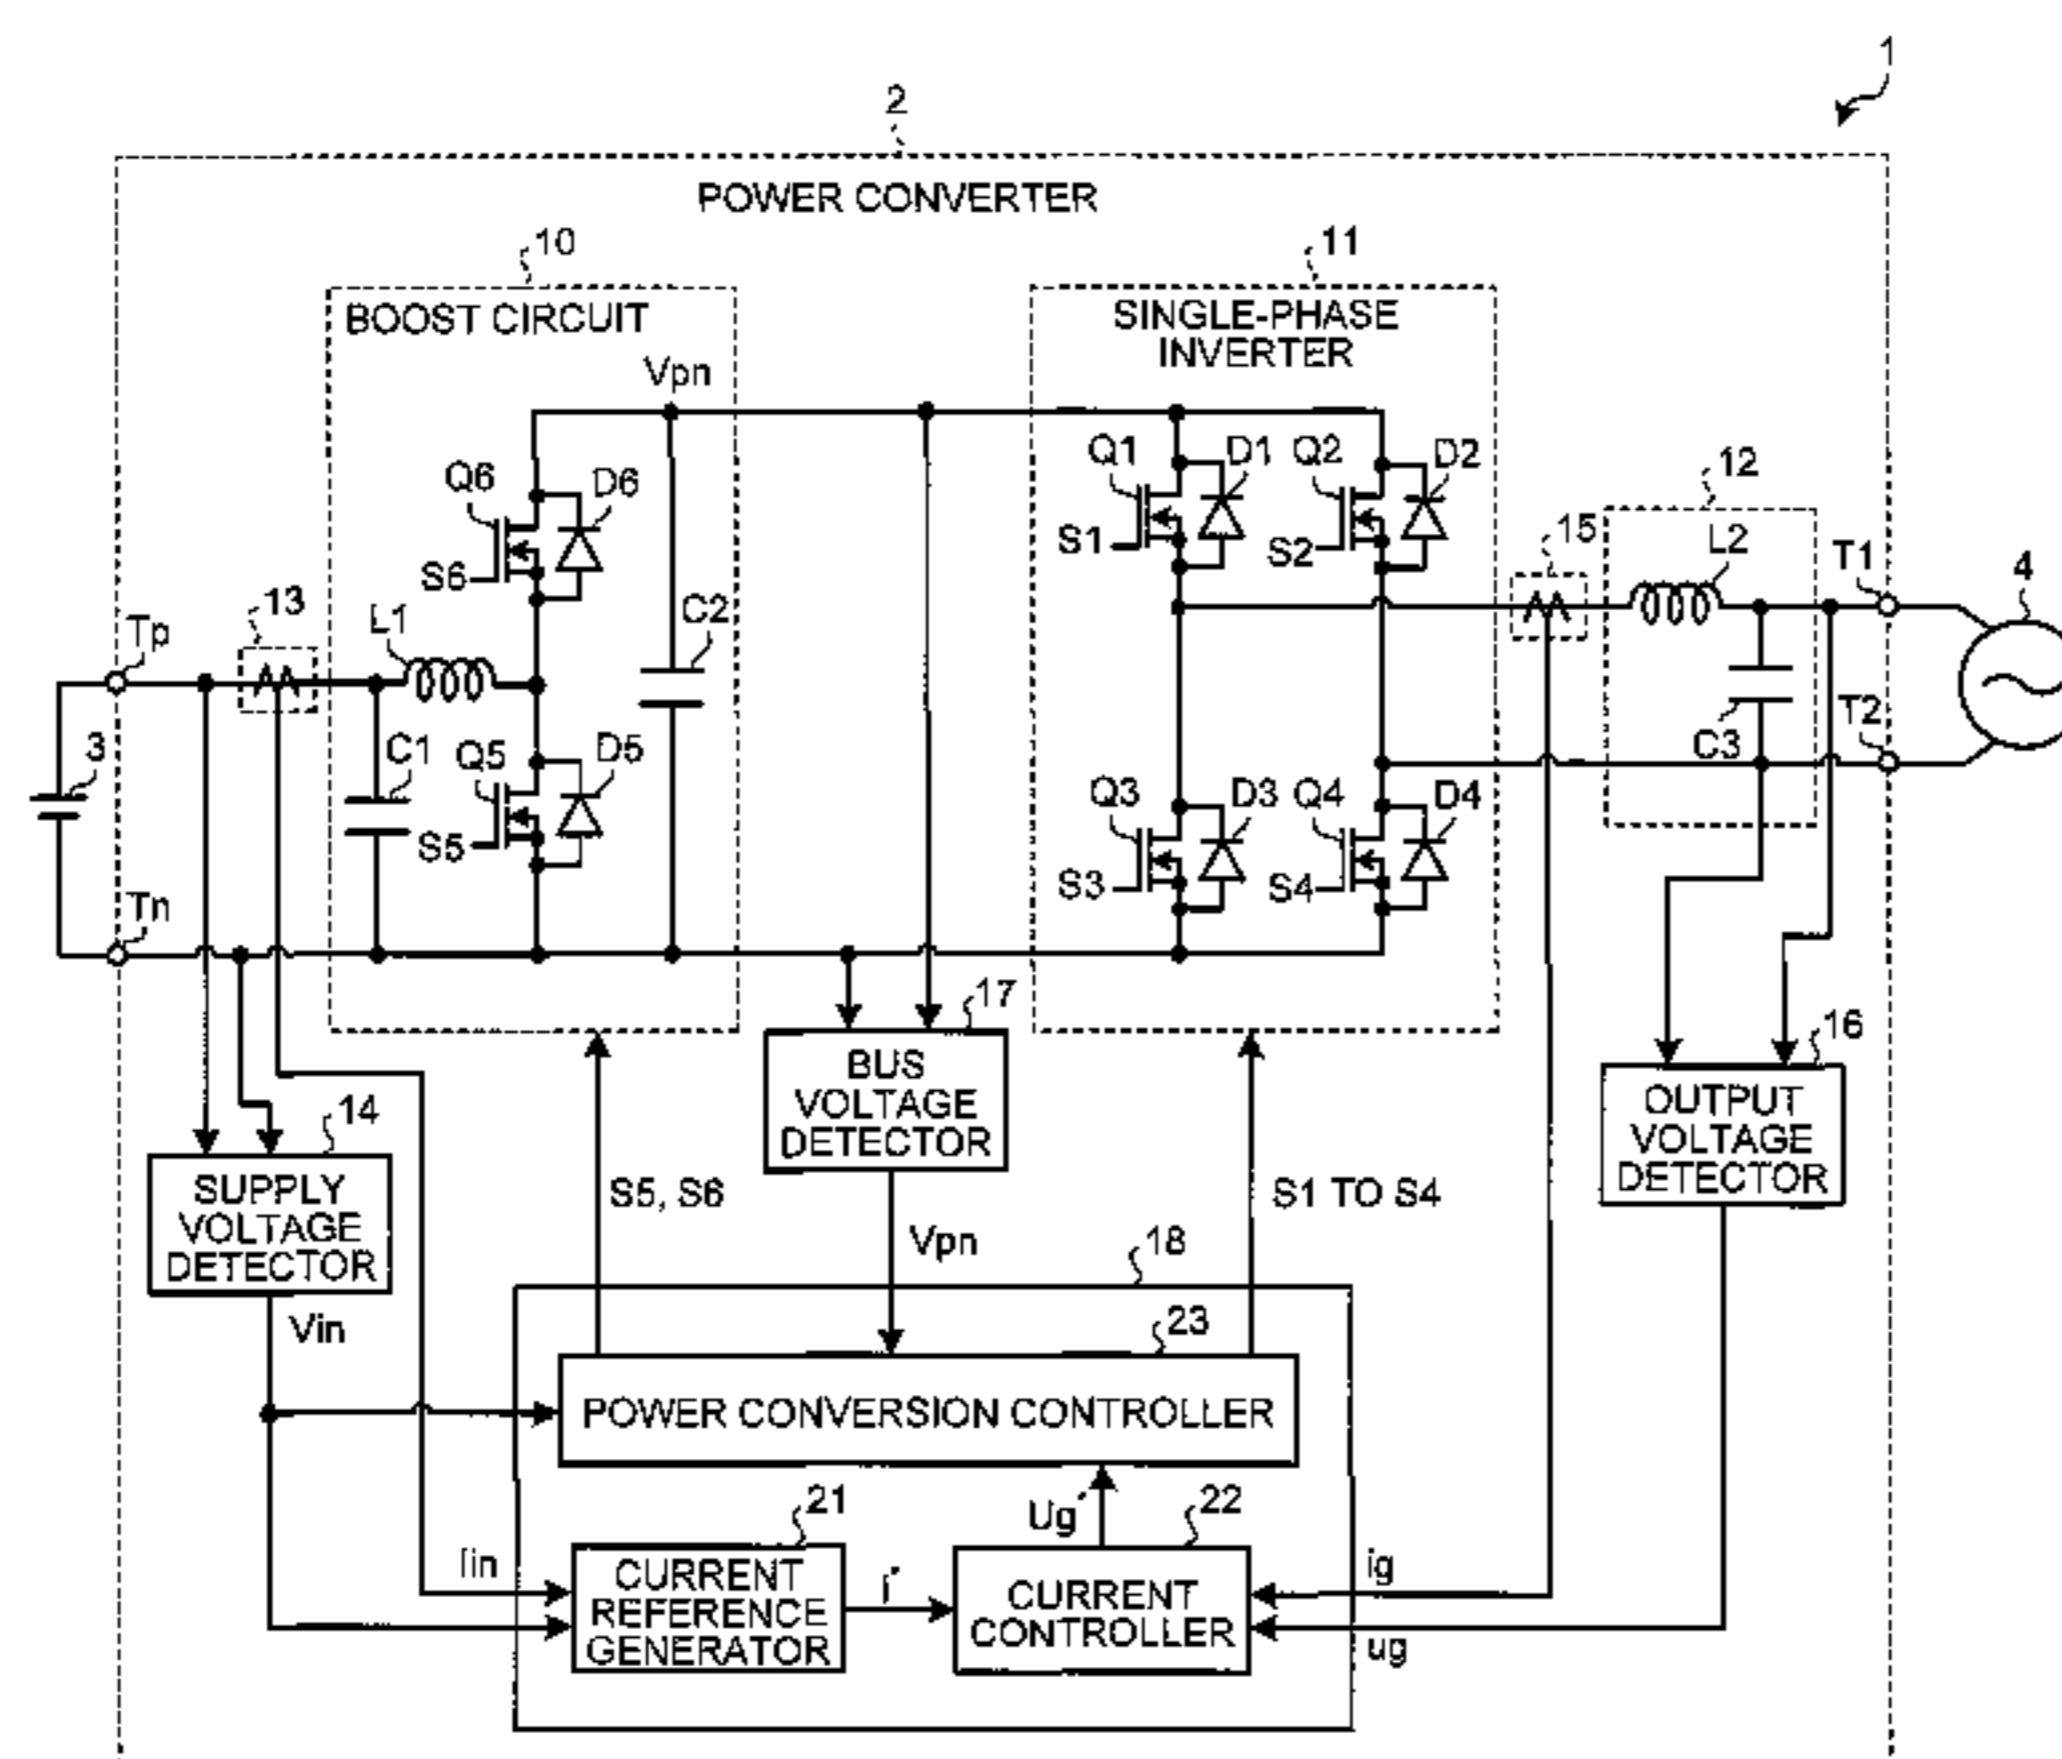 1
2
POWER CONVERTER
10
11
BOOST CIRCUIT
SINGLE-PHASE
INVERTER
Vpn
Q6
D6
S6
Q1
D1
Q2
D2
S1
S2
12
15
L2
T1
4
13
Tp
L1
C2
3
C1
Q5
D5
S5
T2
C3
Q3
D3
Q4
D4
S3
S4
Tn
17
BUS
VOLTAGE
DETECTOR
16
OUTPUT
VOLTAGE
DETECTOR
14
SUPPLY
VOLTAGE
DETECTOR
S5, S6
S1 TO S4
Vpn
18
Vin
23
POWER CONVERSION CONTROLLER
21
Ug*
22
Iin
CURRENT
REFERENCE
GENERATOR
I*
CURRENT
CONTROLLER
ig
ug